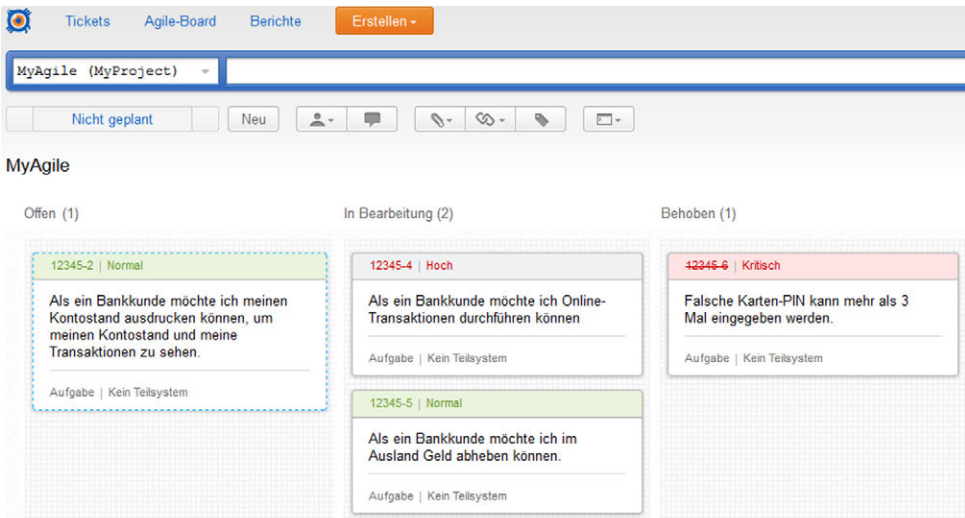 Tickets Agile-Board Berichte Erstellen
MyAgile (MyProject)
Nicht geplant Neu
MyAgile
Offen (1)
12345-2 | Normal
Als ein Bankkunde möchte ich meinen
Kontostand ausdrucken können, um
meinen Kontostand und meine
Transaktionen zu sehen.
Aufgabe | Kein Teilsystem
In Bearbeitung (2)
12345-4 | Hoch
Als ein Bankkunde möchte ich Online-
Transaktionen durchführen können
Aufgabe | Kein Teilsystem
12345-5 | Normal
Als ein Bankkunde möchte ich im
Ausland Geld abheben können.
Aufgabe | Kein Teilsystem
Behoben (1)
12345-6 | Kritisch
Falsche Karten-PIN kann mehr als 3
Mal eingegeben werden.
Aufgabe | Kein Teilsystem